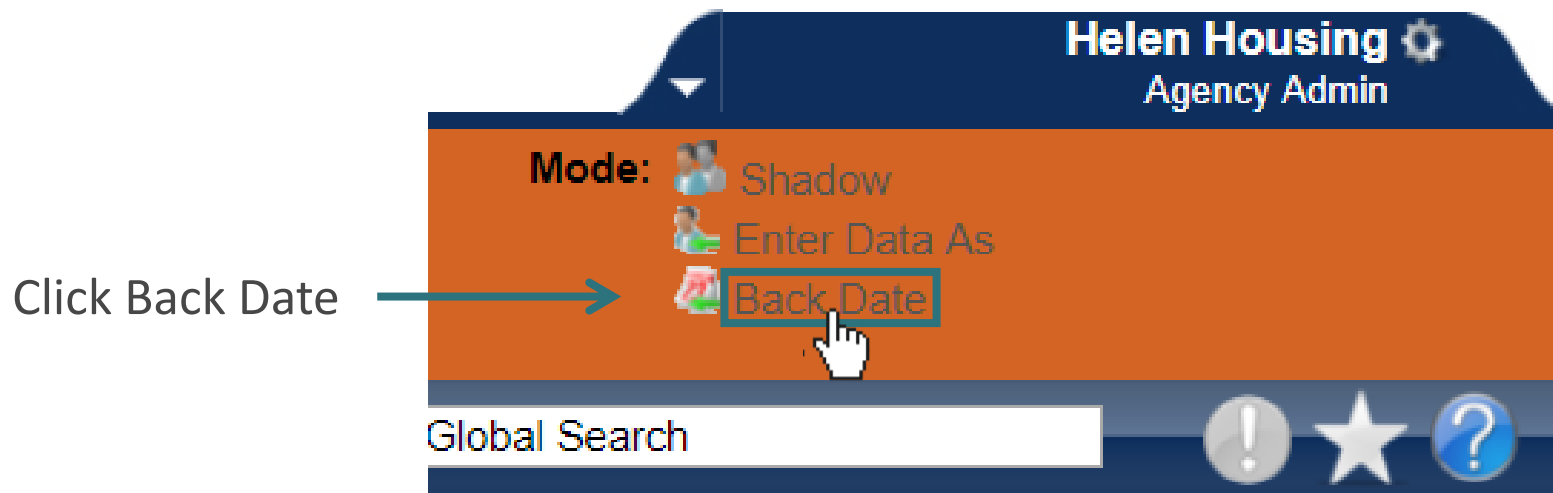 Helen Housing
Agency Admin
Mode: Shadow
Enter Data As
Click Back Date
Back Date
Global Search